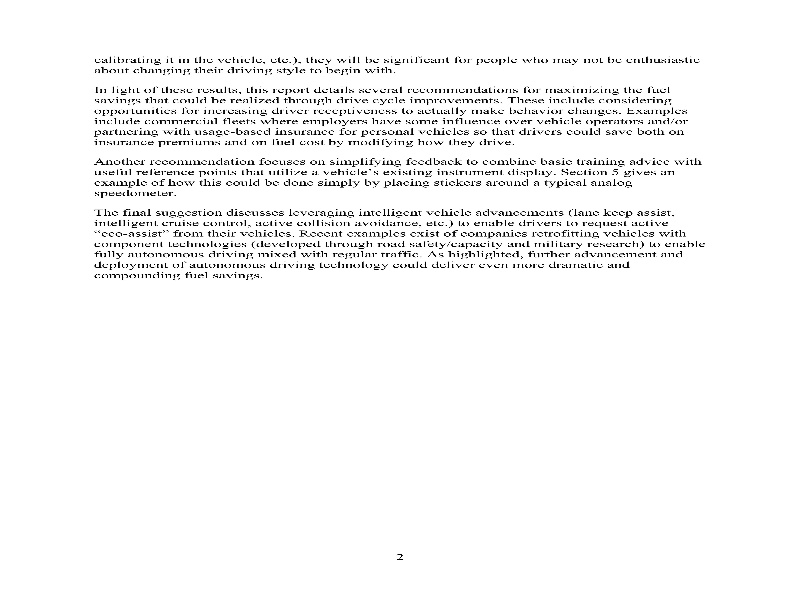 calibrating it in the vehicle, etc.), they will be significant for people who may not be enthusiastic
about changing their driving style to begin with.
In light of these results, this report details several recommendations for maximizing the fuel
savings that could be realized through drive cycle improvements. These include considering
opportunities for increasing driver receptiveness to actually make behavior changes. Examples
include commercial fleets where employers have some influence over vehicle operators and/or
partnering with usage-based insurance for personal vehicles so that drivers could save both on
insurance premiums and on fuel cost by modifying how they drive.
Another recommendation focuses on simplifying feedback to combine basic training advice with
useful reference points that utilize a vehicle’s existing instrument display. Section 5 gives an
example of how this could be done simply by placing stickers around a typical analog
speedometer.
The final suggestion discusses leveraging intelligent vehicle advancements (lane keep assist,
intelligent cruise control, active collision avoidance, etc.) to enable drivers to request active
“eco-assist” from their vehicles. Recent examples exist of companies retrofitting vehicles with
component technologies (developed through road safety/capacity and military research) to enable
fully autonomous driving mixed with regular traffic. As highlighted, further advancement and
deployment of autonomous driving technology could deliver even more dramatic and
compounding fuel savings.
2